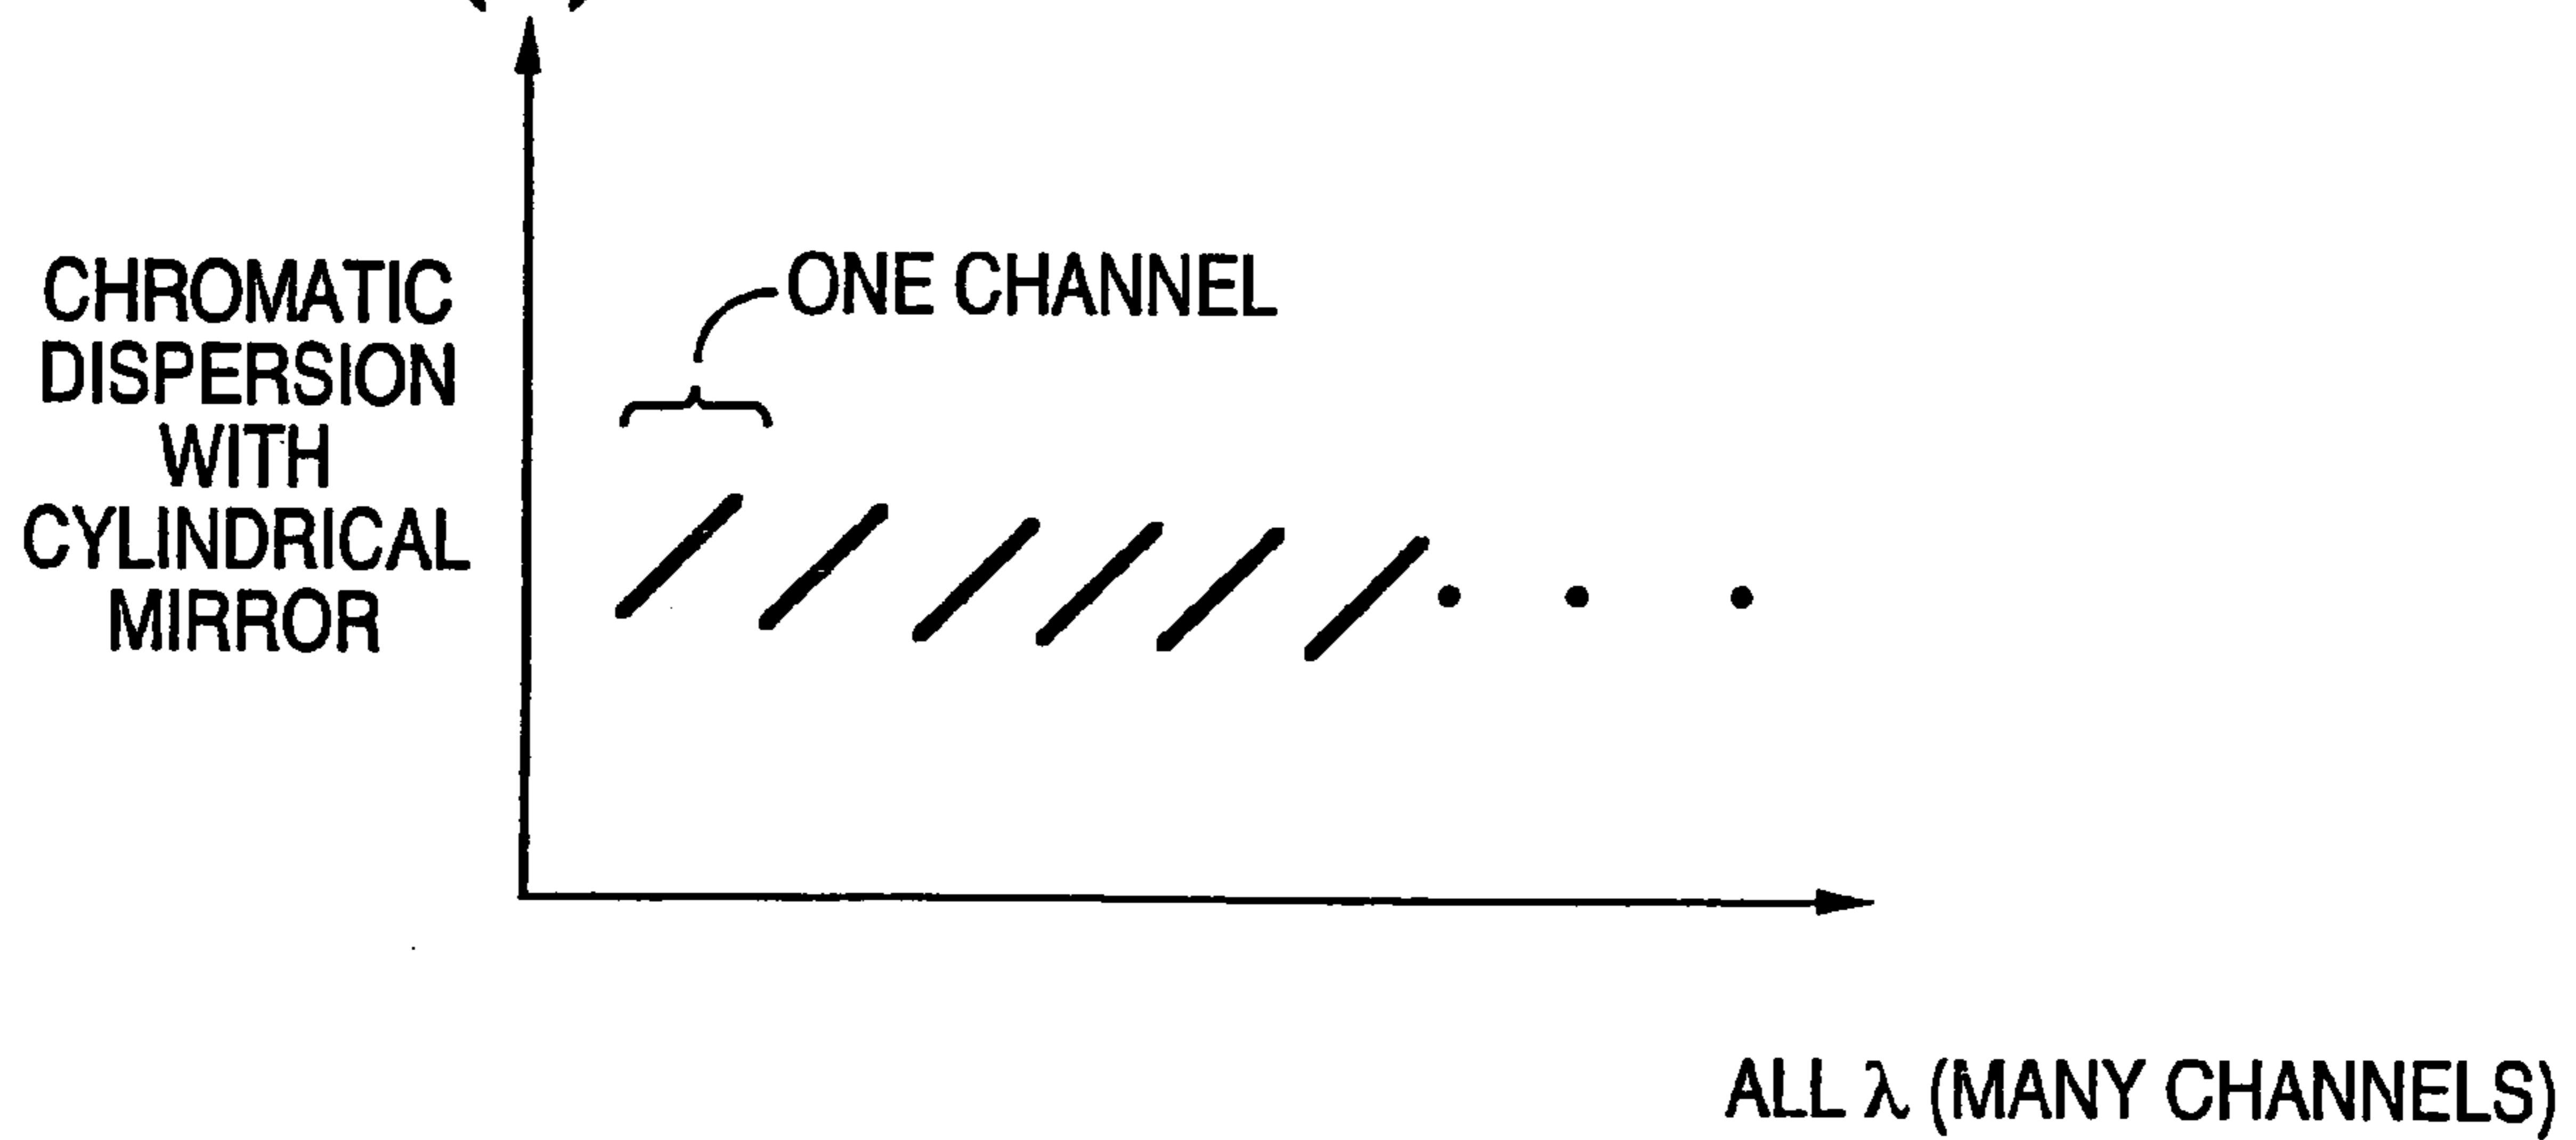 ONE CHANNEL
CHROMATIC
DISPERSION
WITH
CYLINDRICAL
MIRROR
ALL λ (MANY CHANNELS)